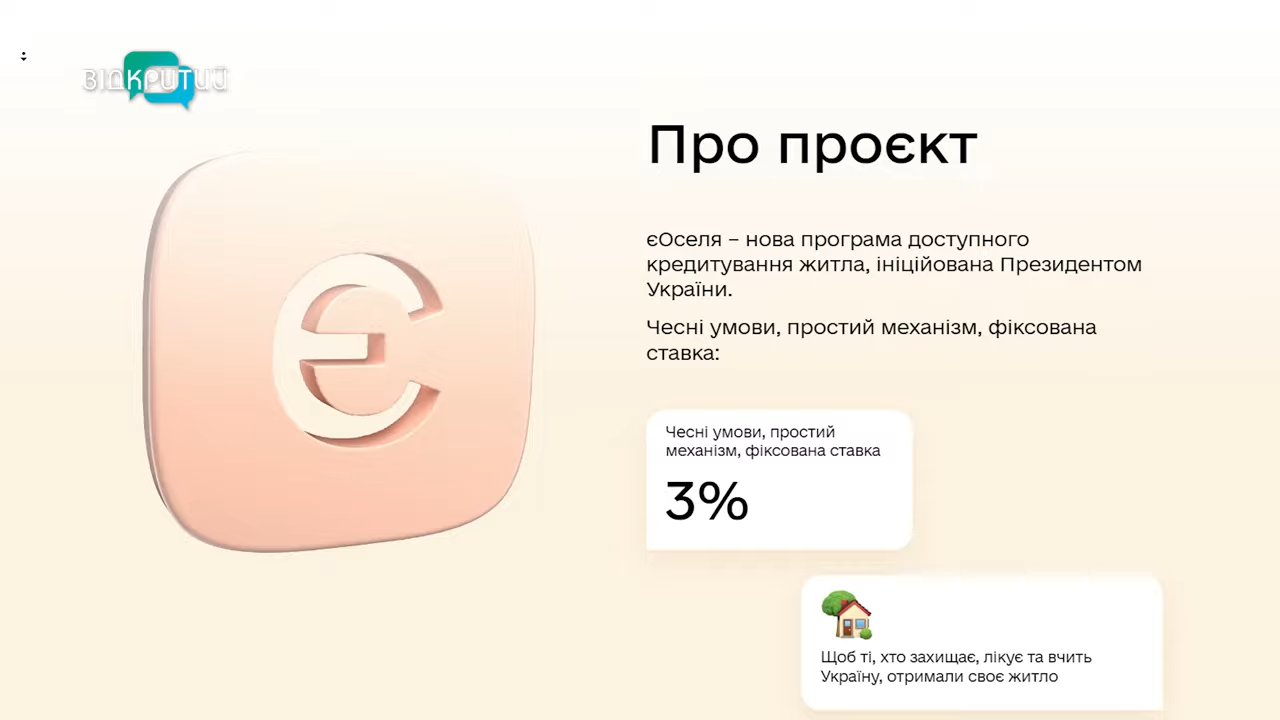 ВІДКРИТИЙ
Про проєкт
єОселя – нова програма доступного
кредитування житла, ініційована Президентом
України.
Чесні умови, простий механізм, фіксована
ставка:
Чесні умови, простий
механізм, фіксована ставка
3%
Щоб ті, хто захищає, лікує та вчить
Україну, отримали своє житло
є